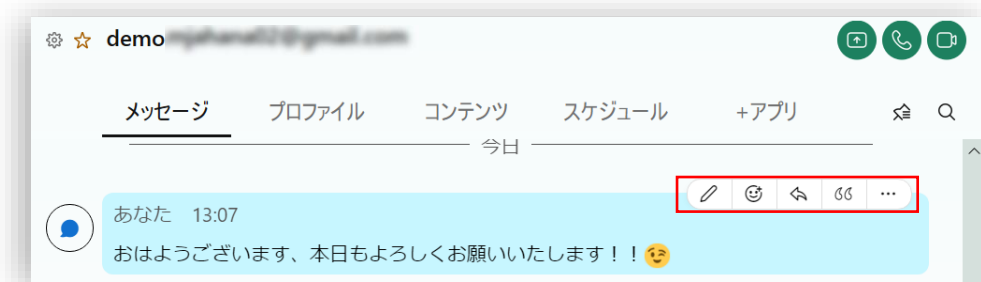 demo
メッセージ プロファイル コンテンツ スケジュール +アプリ
今日
あなた 13:07
おはようございます、本日もよろしくお願いいたします！！😉